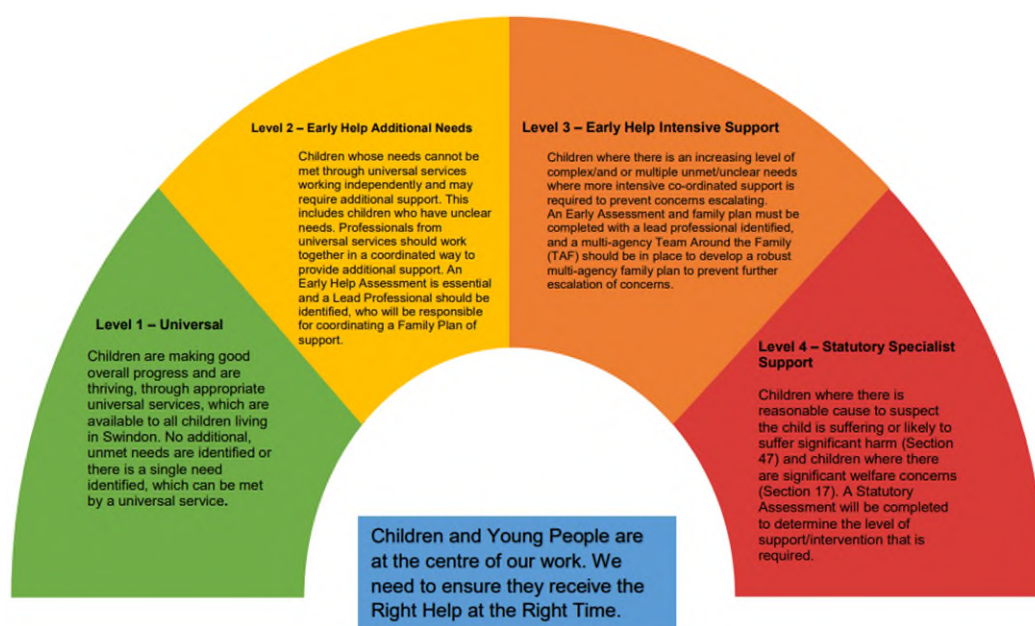 Level 1 – Universal
Children are making good
overall progress and are
thriving, through appropriate
universal services, which are
available to all children living
in Swindon. No additional,
unmet needs are identified or
there is a single need
identified, which can be met
by a universal service.
Level 2 – Early Help Additional Needs
Children whose needs cannot be
met through universal services
working independently and may
require additional support. This
includes children who have unclear
needs. Professionals from
universal services should work
together in a coordinated way to
provide additional support. An
Early Help Assessment is essential
and a Lead Professional should be
identified, who will be responsible
for coordinating a Family Plan of
support.
Level 3 – Early Help Intensive Support
Children where there is an increasing level of
complex/and or multiple unmet/unclear needs
where more intensive co-ordinated support is
required to prevent concerns escalating.
An Early Assessment and family plan must be
completed with a lead professional identified,
and a multi-agency Team Around the Family
(TAF) should be in place to develop a robust
multi-agency family plan to prevent further
escalation of concerns.
Level 4 – Statutory Specialist
Support
Children where there is
reasonable cause to suspect
the child is suffering or likely to
suffer significant harm (Section
47) and children where there
are significant welfare concerns
(Section 17). A Statutory
Assessment will be completed
to determine the level of
support/intervention that is
required.
Children and Young People are
at the centre of our work. We
need to ensure they receive the
Right Help at the Right Time.